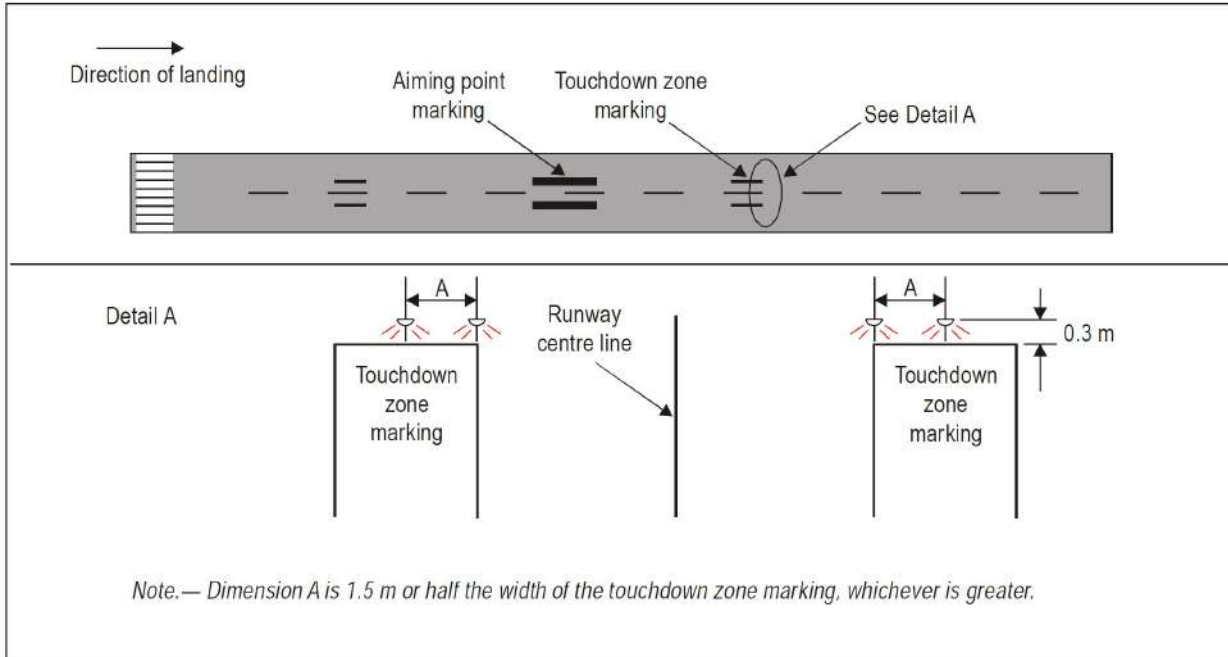 Direction of landing
Aiming point
marking
Touchdown zone
marking
See Detail A
Detail A
A
Runway
centre line
A
0.3 m
Touchdown
zone
marking
Touchdown
zone
marking
Note.— Dimension A is 1.5 m or half the width of the touchdown zone marking, whichever is greater.